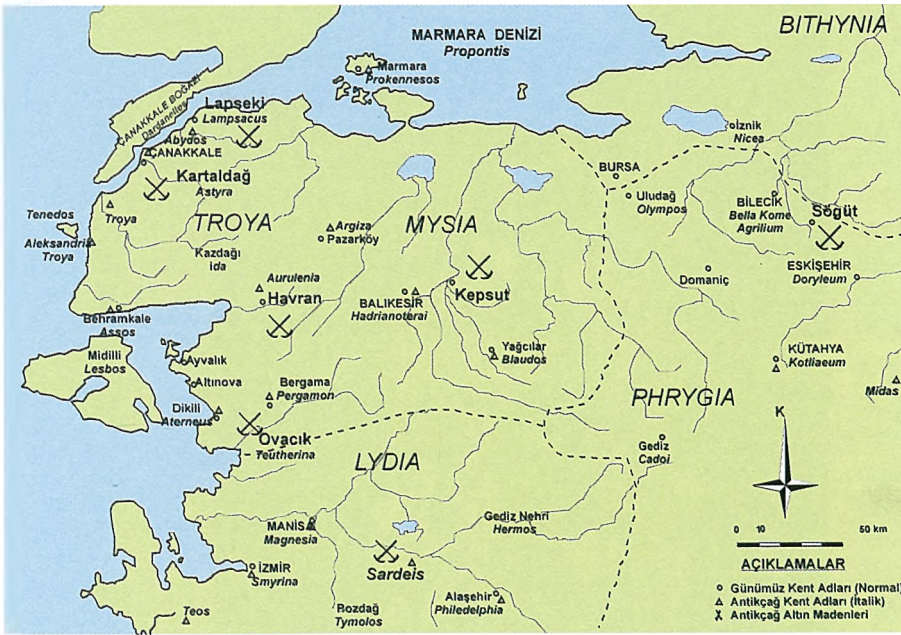 BITHYNIA
MARMARA DENİZİ
Propontis
Marmara
Prokennesos
ÇANAKKALE BOĞAZI
Dardanelles
Lapseki
Lampsacus
Abydos
ÇANAKKALE
Kartaldağ
Astyra
İznik
Nicea
BURSA
Uludağ
Olympos
BİLECİK
Bella Kome
Agrilium
Söğüt
Tenedos
Troya
Aleksandria
Troya
TROYA
Argiza
Pazarköy
MYSIA
Kazdağı
Ida
ESKİŞEHİR
Doryleum
Domaniç
Aurulenia
Havran
BALIKESİR
Hadrianoterai
Kepsut
Behramkale
Assos
Midilli
Lesbos
Ayvalık
Altınova
Yağcılar
Blaudos
KÜTAHYA
Kotliaeum
Midas
Bergama
Pergamon
Dikili
Aterneus
PHRYGIA
K
Ovacık
Teutherina
LYDIA
Gediz
Cadoi
MANİSA
Magnesia
Gediz Nehri
Hermos
0 10 50 km
AÇIKLAMALAR
Günümüz Kent Adları (Normal)
Antikçağ Kent Adları (İtalik)
Antikçağ Altın Madenleri
İZMİR
Smyrina
Sardeis
Teos
Bozdağ
Tymolos
Alaşehir
Philedelphia